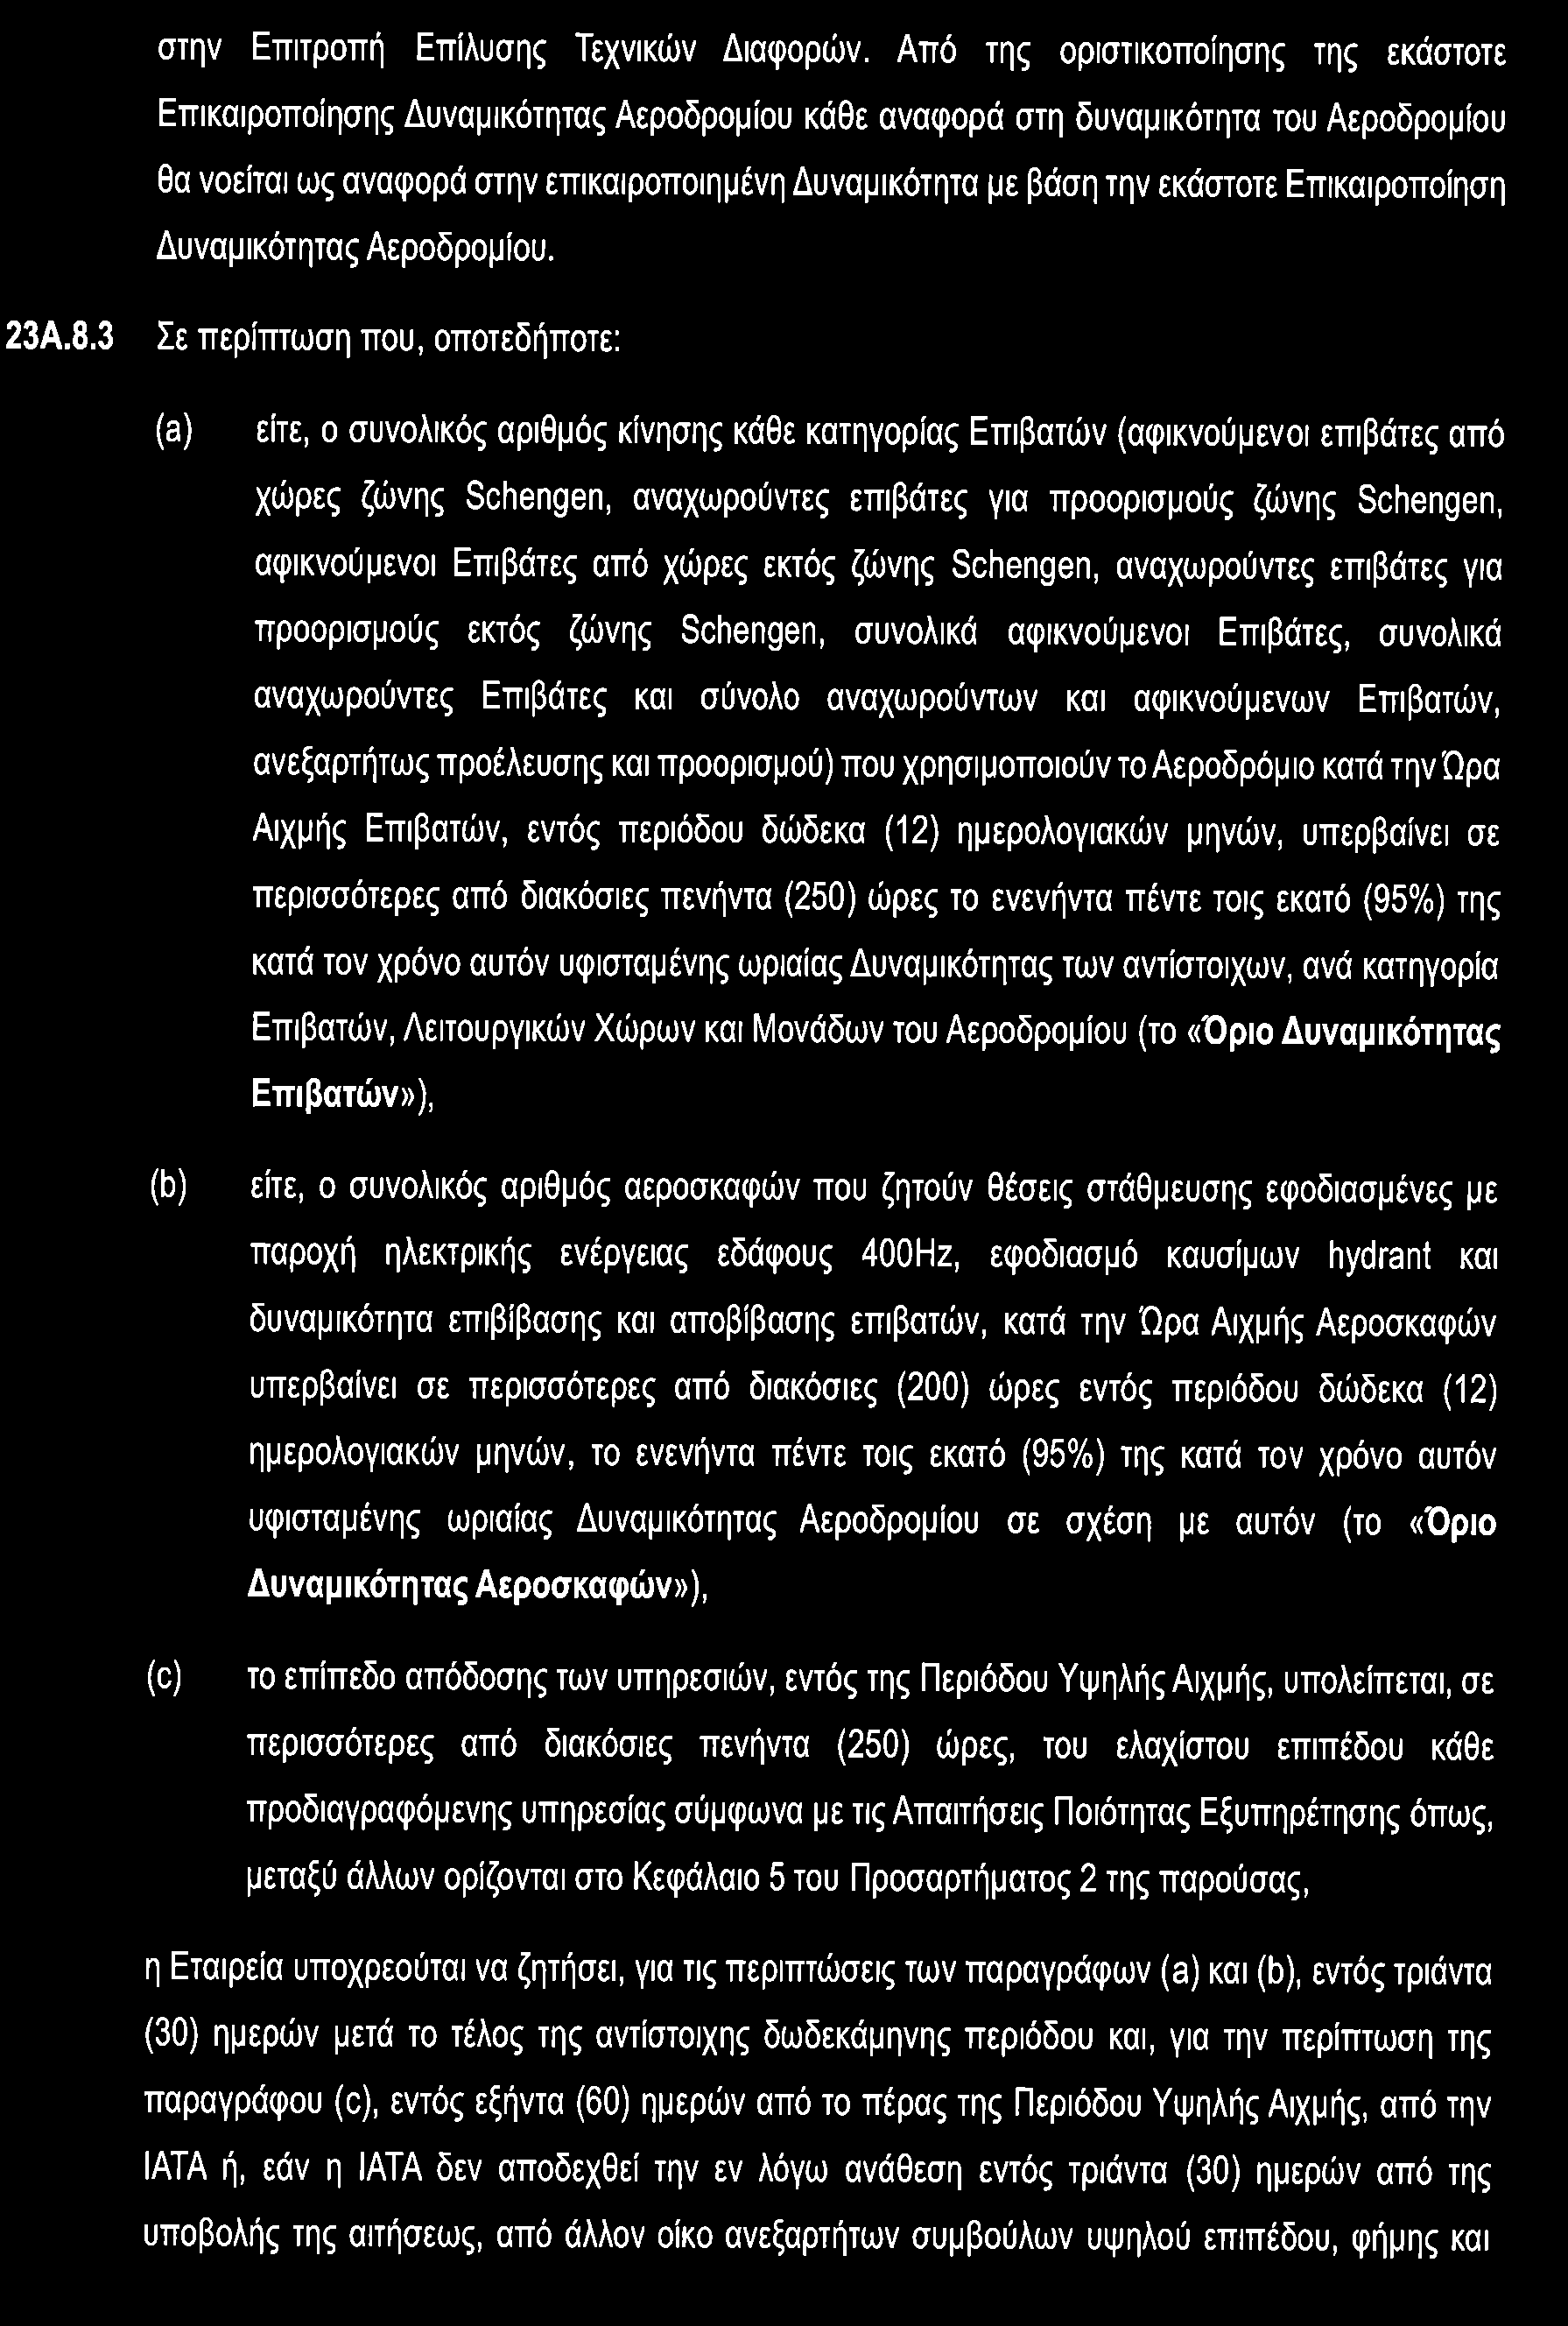 στην Επιτροπή Επίλυσης Τεχνικών Διαφορών. Από της οριστικοποίησης της εκάστοτε
Επικαιροποίησης Δυναμικότητας Αεροδρομίου κάθε αναφορά στη δυναμικότητα του Αεροδρομίου
θα νοείται ως αναφορά στην επικαιροποιημένη Δυναμικότητα με βάση την εκάστοτε Επικαιροποίηση
Δυναμικότητας Αεροδρομίου.
23A.8.3 Σε περίπτωση που, οποτεδήποτε:
(a) είτε, ο συνολικός αριθμός κίνησης κάθε κατηγορίας Επιβατών (αφικνούμενοι επιβάτες από
χώρες ζώνης Schengen, αναχωρούντες επιβάτες για προορισμούς ζώνης Schengen,
αφικνούμενοι Επιβάτες από χώρες εκτός ζώνης Schengen, αναχωρούντες επιβάτες για
προορισμούς εκτός ζώνης Schengen, συνολικά αφικνούμενοι Επιβάτες, συνολικά
αναχωρούντες Επιβάτες και σύνολο αναχωρούντων και αφικνούμενων Επιβατών,
ανεξαρτήτως προέλευσης και προορισμού) που χρησιμοποιούν το Αεροδρόμιο κατά την Ώρα
Αιχμής Επιβατών, εντός περιόδου δώδεκα (12) ημερολογιακών μηνών, υπερβαίνει σε
περισσότερες από διακόσιες πενήντα (250) ώρες το ενενήντα πέντε τοις εκατό (95%) της
κατά τον χρόνο αυτόν υφισταμένης ωριαίας Δυναμικότητας των αντίστοιχων, ανά κατηγορία
Επιβατών, Λειτουργικών Χώρων και Μονάδων του Αεροδρομίου (το «Όριο Δυναμικότητας
Επιβατών»),
(b) είτε, ο συνολικός αριθμός αεροσκαφών που ζητούν θέσεις στάθμευσης εφοδιασμένες με
παροχή ηλεκτρικής ενέργειας εδάφους 400Hz, εφοδιασμό καυσίμων hydrant και
δυναμικότητα επιβίβασης και αποβίβασης επιβατών, κατά την Ώρα Αιχμής Αεροσκαφών
υπερβαίνει σε περισσότερες από διακόσιες (200) ώρες εντός περιόδου δώδεκα (12)
ημερολογιακών μηνών, το ενενήντα πέντε τοις εκατό (95%) της κατά τον χρόνο αυτόν
υφισταμένης ωριαίας Δυναμικότητας Αεροδρομίου σε σχέση με αυτόν (το «Όριο
Δυναμικότητας Αεροσκαφών»),
(c) το επίπεδο απόδοσης των υπηρεσιών, εντός της Περιόδου Υψηλής Αιχμής, υπολείπεται, σε
περισσότερες από διακόσιες πενήντα (250) ώρες, του ελαχίστου επιπέδου κάθε
προδιαγραφόμενης υπηρεσίας σύμφωνα με τις Απαιτήσεις Ποιότητας Εξυπηρέτησης όπως,
μεταξύ άλλων ορίζονται στο Κεφάλαιο 5 του Προσαρτήματος 2 της παρούσας,
η Εταιρεία υποχρεούται να ζητήσει, για τις περιπτώσεις των παραγράφων (a) και (b), εντός τριάντα
(30) ημερών μετά το τέλος της αντίστοιχης δωδεκάμηνης περιόδου και, για την περίπτωση της
παραγράφου (c), εντός εξήντα (60) ημερών από το πέρας της Περιόδου Υψηλής Αιχμής, από την
ΙΑΤΑ ή, εάν η ΙΑΤΑ δεν αποδεχθεί την εν λόγω ανάθεση εντός τριάντα (30) ημερών από της
υποβολής της αιτήσεως, από άλλον οίκο ανεξαρτήτων συμβούλων υψηλού επιπέδου, φήμης και